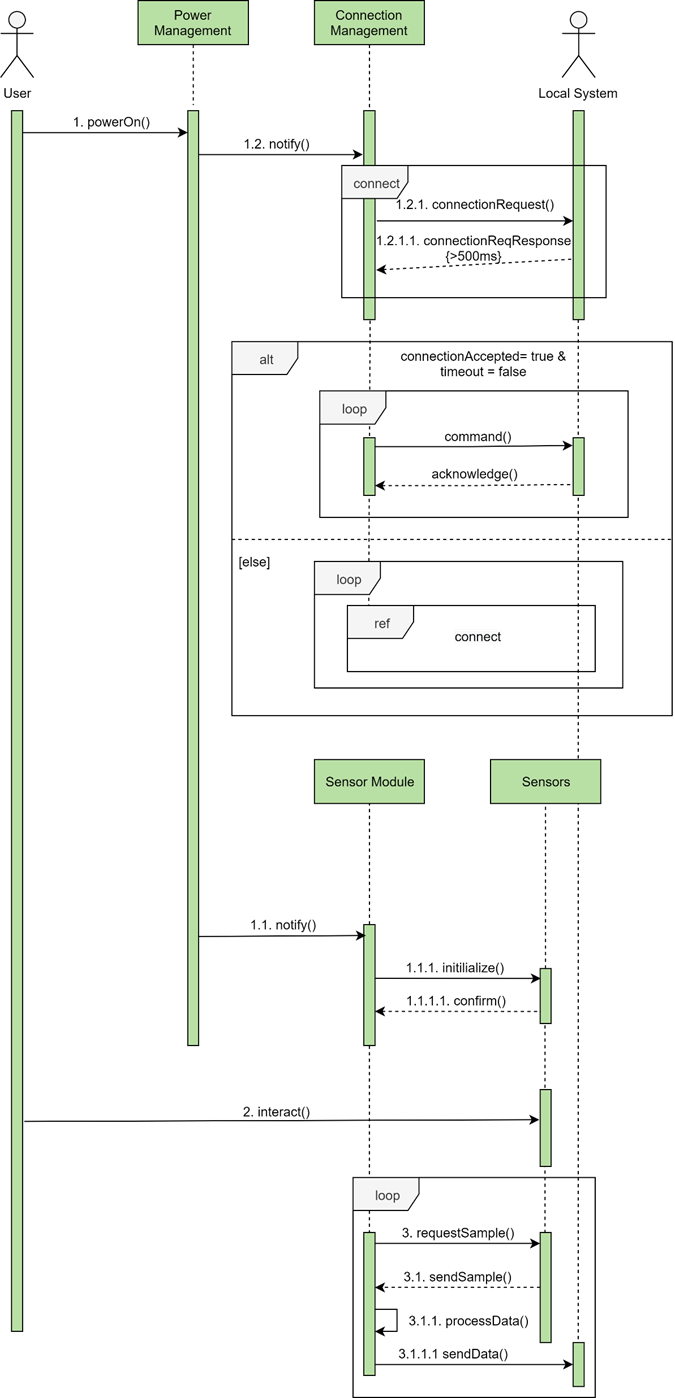 Power
Management
Connection
Management
User
Local System
1. powerOn()
1.2. notify()
connect
1.2.1. connectionRequest()
1.2.1.1. connectionReqResponse
{>500ms}
alt
connectionAccepted= true &
timeout = false
loop
command()
acknowledge()
[else]
loop
ref
connect
Sensor Module
Sensors
1.1. notify()
1.1.1. initilialize()
1.1.1.1. confirm()
2. interact()
loop
3. requestSample()
3.1. sendSample()
3.1.1. processData()
3.1.1.1 sendData()